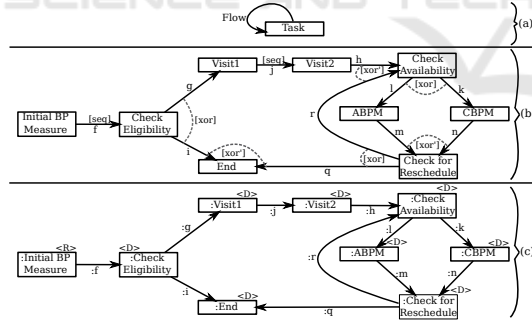 Flow
Task
(a)
Visit1
[seq]
j
Visit2
h
[xor']
Check
Availability
[xor]
g
l
k
Initial BP
Measure
[seq]
f
Check
Eligibility
[xor]
r
ABPM
CBPM
(b
i
m
n
[xor']
[xor']
End
[xor]
q
Check for
Reschedule
<D>
:Visit1
:j
<D>
:Visit2
:h
<D>
:Check
Availability
:g
:l
:k
<R>
:Initial BP
Measure
:f
<D>
:Check
Eligibility
:r
<D>
:ABPM
<D>
:CBPM
(c)
:i
:m
:n
<D>
:End
:q
<D>
:Check for
Reschedule